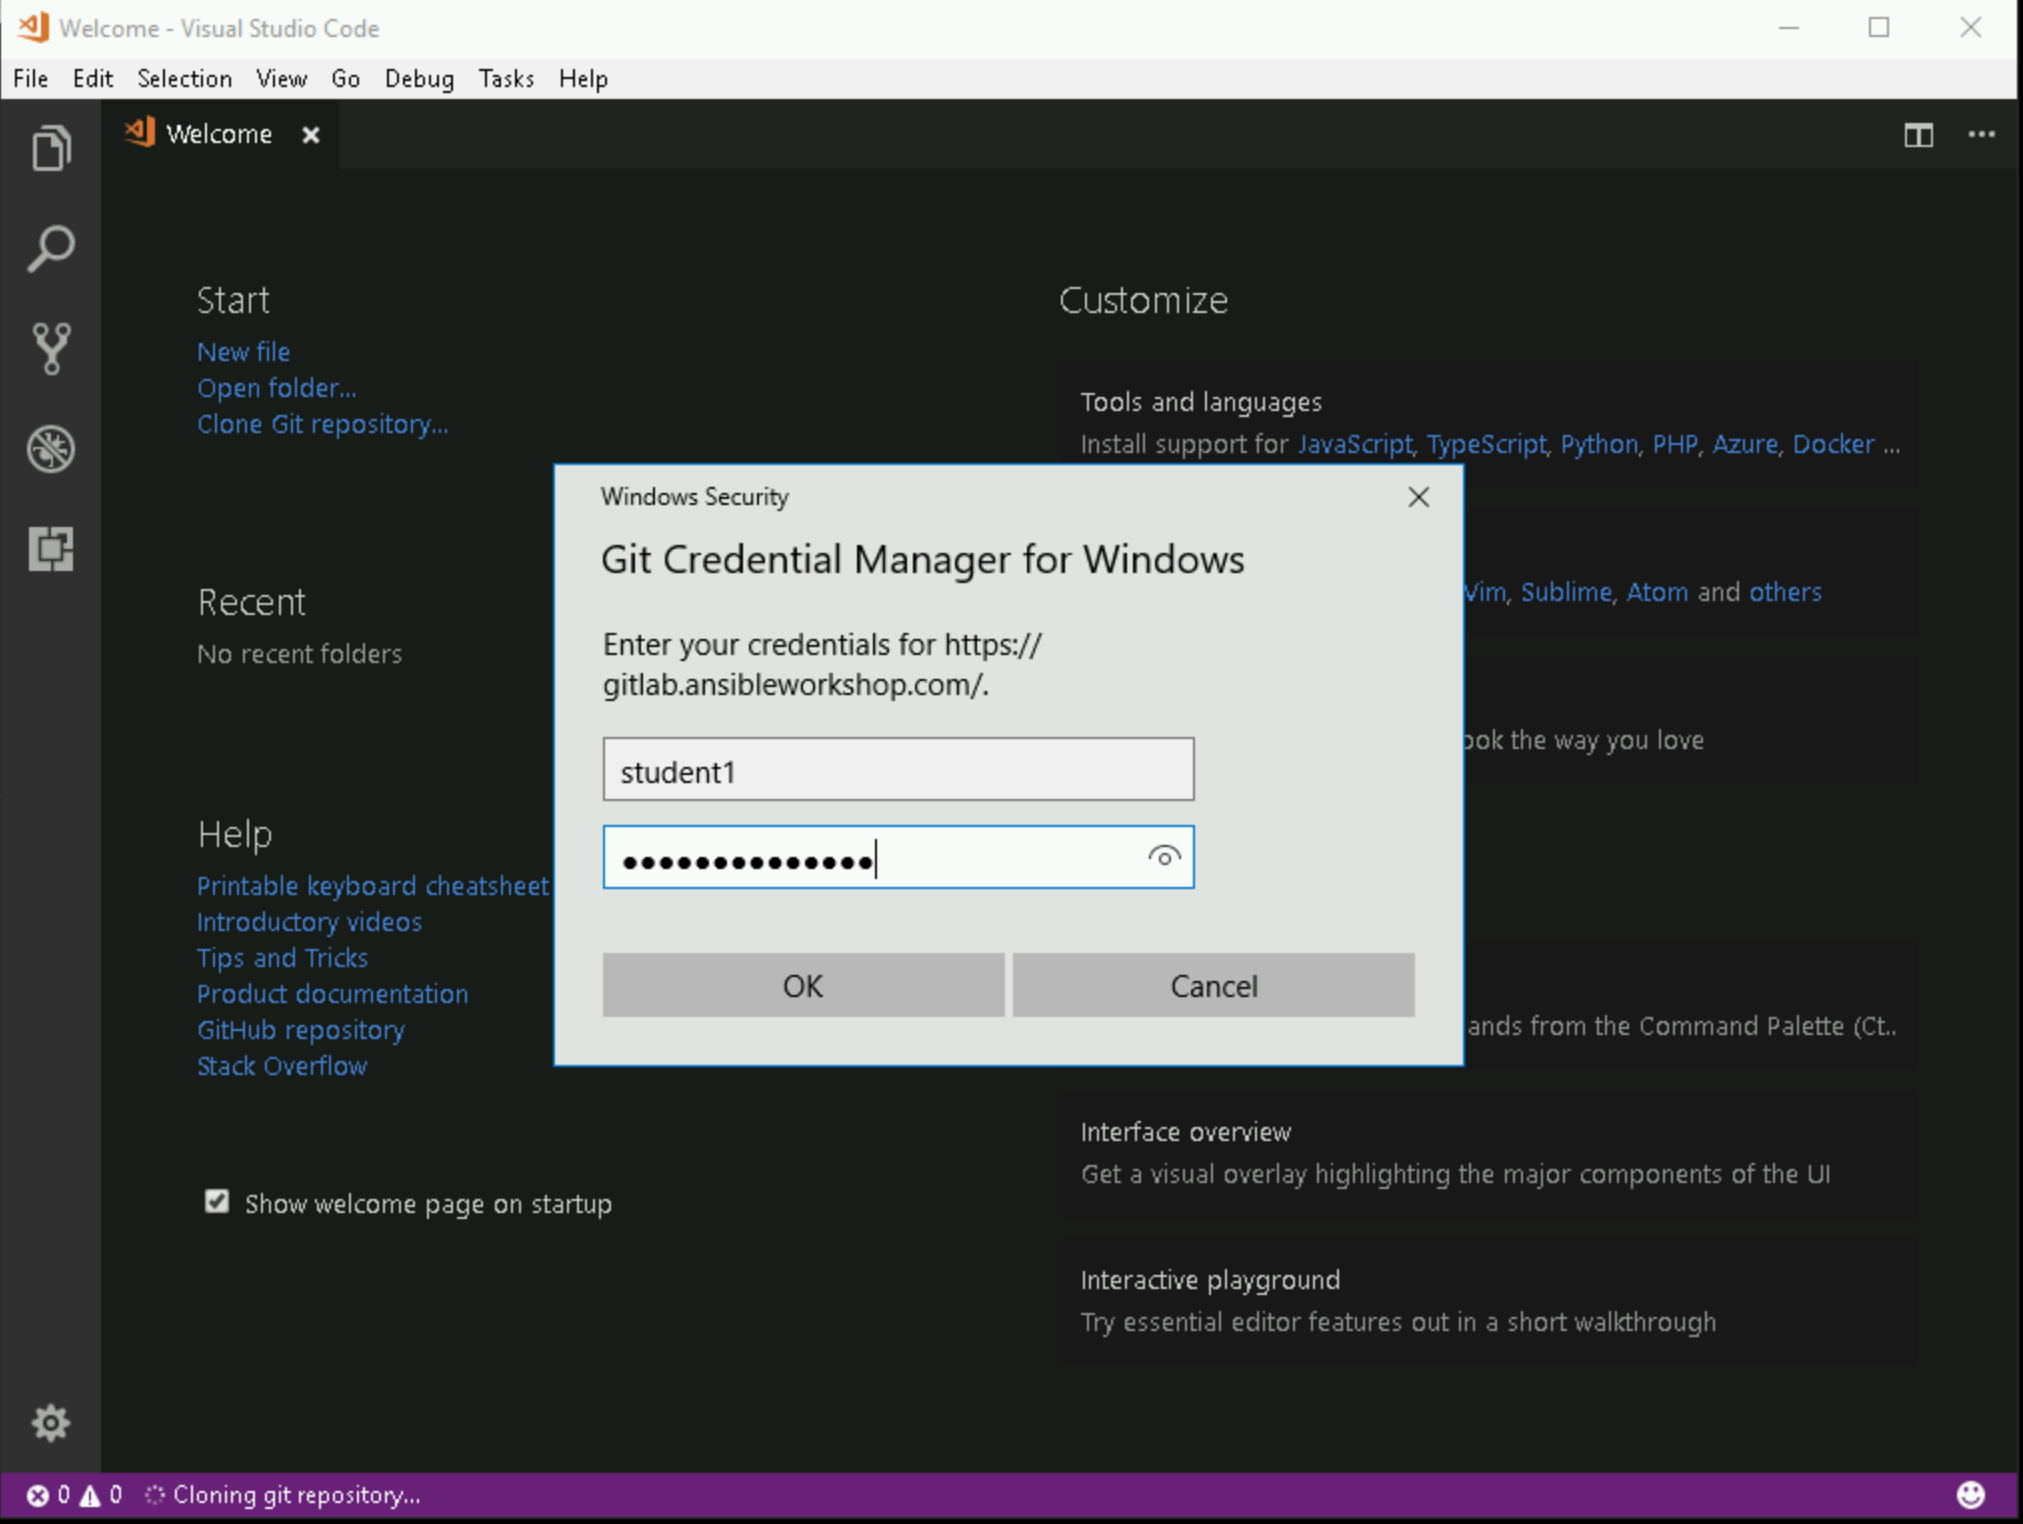 Welcome - Visual Studio Code
File Edit Selection View Go Debug Tasks Help
Welcome
Start
New file
Open folder...
Clone Git repository...
Recent
No recent folders
Help
Printable keyboard cheatsheet
Introductory videos
Tips and Tricks
Product documentation
GitHub repository
Stack Overflow
Show welcome page on startup
Customize
Tools and languages
Install support for JavaScript, TypeScript, Python, PHP, Azure, Docker ...
Vim, Sublime, Atom and others
ook the way you love
ands from the Command Palette (Ct..
Interface overview
Get a visual overlay highlighting the major components of the UI
Interactive playground
Try essential editor features out in a short walkthrough
Windows Security
Git Credential Manager for Windows
Enter your credentials for https://
gitlab.ansibleworkshop.com/.
student1
●●●●●●●●●●●●●●
OK Cancel
0 0 Cloning git repository...